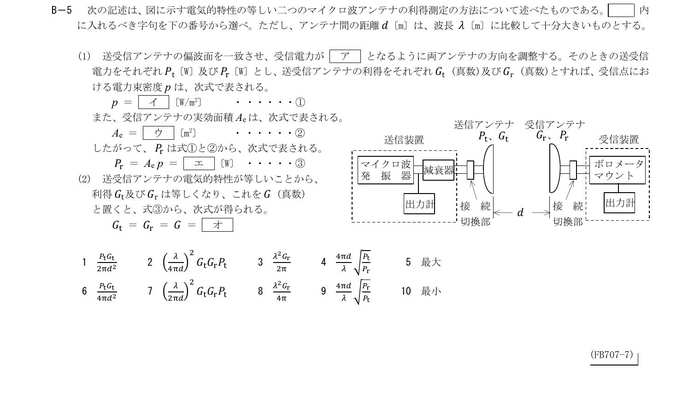 B−5 次の記述は、図に示す電気的特性の等しい二つのマイクロ波アンテナの利得測定の方法について述べたものである。□内
に入れるべき字句を下の番号から選べ。ただし、アンテナ間の距離 d〔m〕は、波長 λ〔m〕に比較して十分大きいものとする。
(1) 送受信アンテナの偏波面を一致させ、受信電力が ア となるように両アンテナの方向を調整する。そのときの送受信
電力をそれぞれ Pt〔W〕及び Pr〔W〕とし、送受信アンテナの利得をそれぞれ Gt（真数）及び Gr（真数）とすれば、受信点にお
ける電力束密度 p は、次式で表される。
p = イ 〔W/m²〕 ・・・・・・①
また、受信アンテナの実効面積 Ae は、次式で表される。
Ae = ウ 〔m²〕 ・・・・・・②
したがって、Pr は式①と②から、次式で表される。
Pr = Ae p = エ 〔W〕 ・・・・・③
(2) 送受信アンテナの電気的特性が等しいことから、
利得 Gt 及び Gr は等しくなり、これを G（真数）
と置くと、式③から、次式が得られる。
Gt = Gr = G = オ
送信アンテナ 受信アンテナ
Pt、Gt Gr、Pr
送信装置 受信装置
マイクロ波
発振器
減衰器
出力計
接続
切換部
d
接続
切換部
ボロメータ
マウント
出力計
1 PtGt/2πd² 2 (λ/4πd)² GtGrPt 3 λ²Gr/2π 4 4πd/λ √(Pt/Pr) 5 最大
6 PtGt/4πd² 7 (λ/2πd)² GtGrPt 8 λ²Gr/4π 9 4πd/λ √(Pr/Pt) 10 最小
(FB707-7)